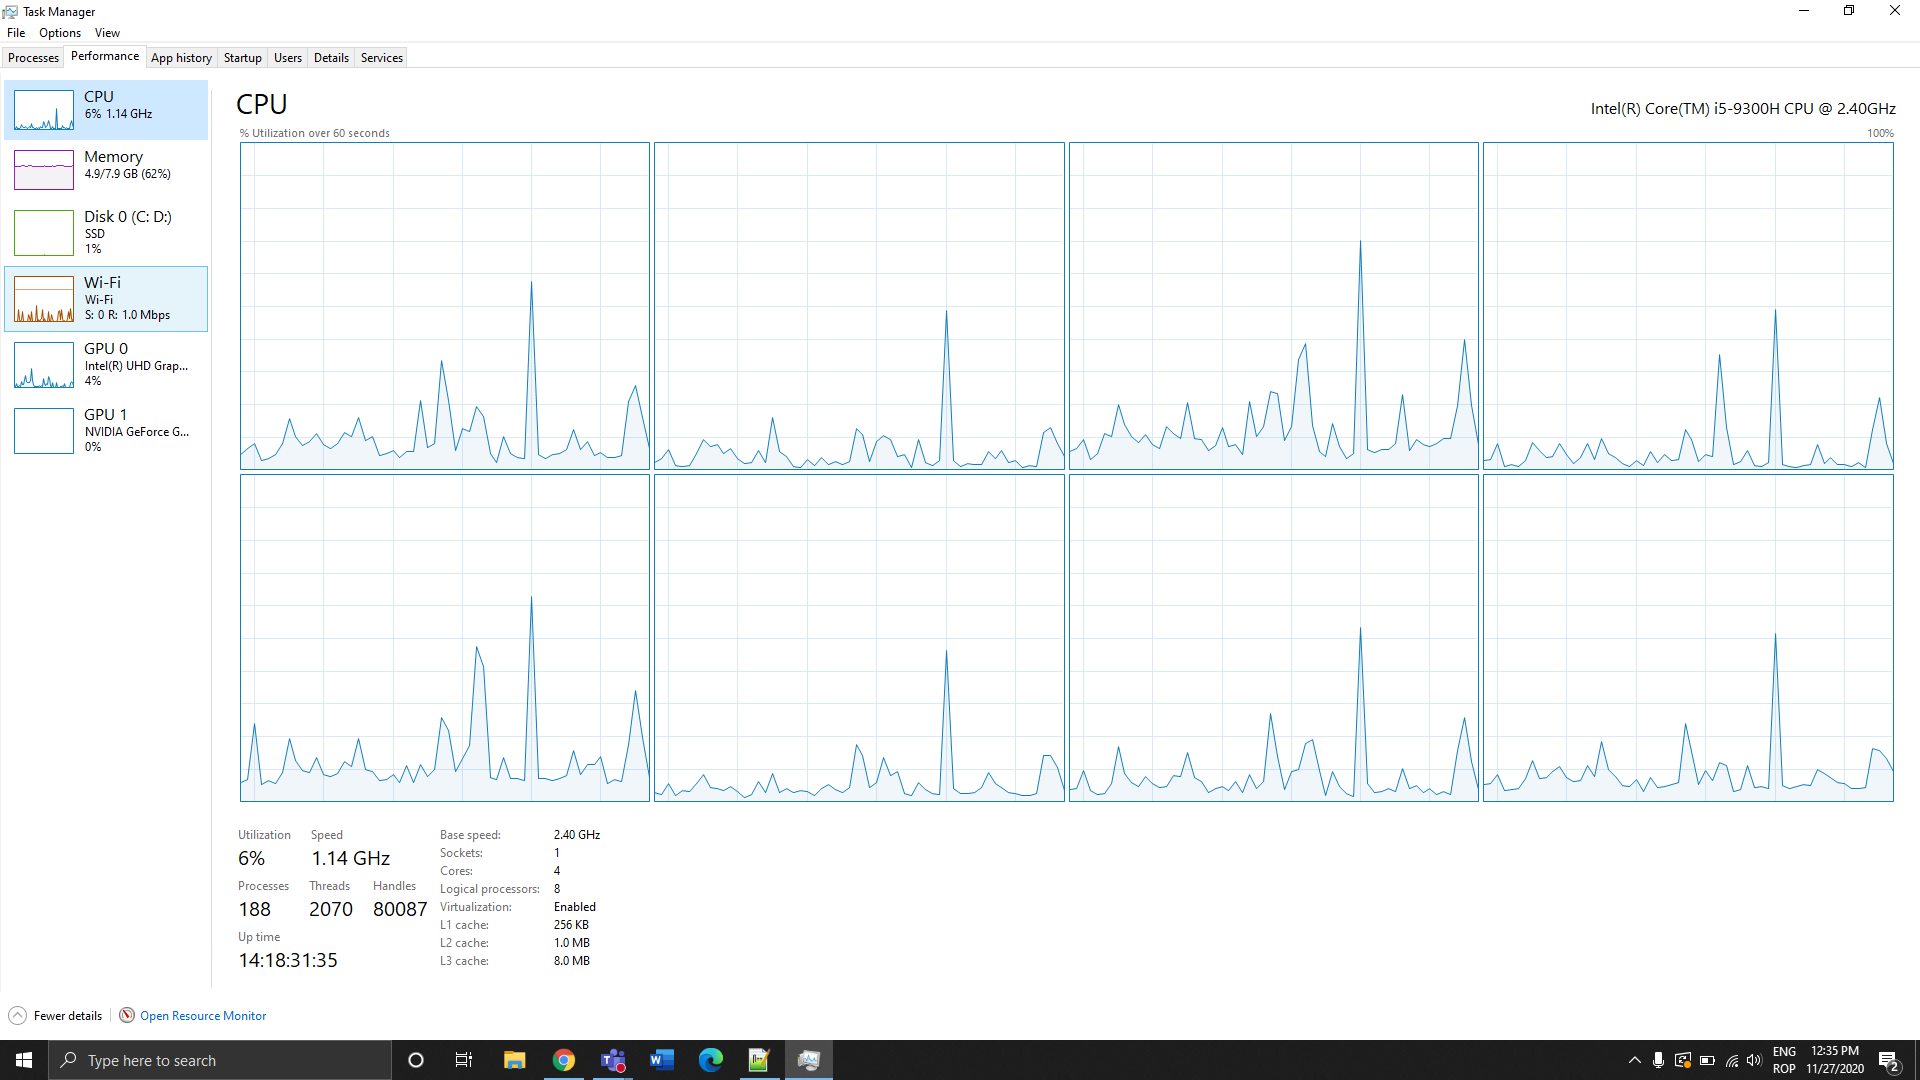 Task Manager
File Options View
Processes Performance App history Startup Users Details Services
CPU
6% 1.14 GHz
Memory
4.9/7.9 GB (62%)
Disk 0 (C: D:)
SSD
1%
Wi-Fi
Wi-Fi
S: 0 R: 1.0 Mbps
GPU 0
Intel(R) UHD Grap...
4%
GPU 1
NVIDIA GeForce G...
0%
CPU
Intel(R) Core(TM) i5-9300H CPU @ 2.40GHz
% Utilization over 60 seconds
100%
Utilization Speed
6% 1.14 GHz
Processes Threads Handles
188 2070 80087
Up time
14:18:31:35
Base speed: 2.40 GHz
Sockets: 1
Cores: 4
Logical processors: 8
Virtualization: Enabled
L1 cache: 256 KB
L2 cache: 1.0 MB
L3 cache: 8.0 MB
Fewer details
Open Resource Monitor
Type here to search
ENG
ROP
12:35 PM
11/27/2020
2